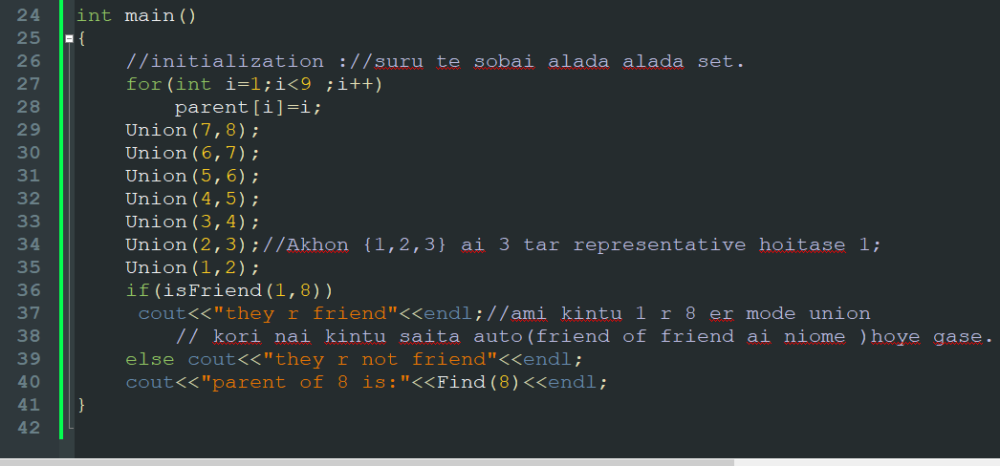 24 int main()
25 {
26 //initialization ://suru te sobai alada alada set.
27 for(int i=1;i<9 ;i++)
28 parent[i]=i;
29 Union(7,8);
30 Union(6,7);
31 Union(5,6);
32 Union(4,5);
33 Union(3,4);
34 Union(2,3);//Akhon {1,2,3} ai 3 tar representative hoitase 1;
35 Union(1,2);
36 if(isFriend(1,8))
37 cout<<"they r friend"<<endl;//ami kintu 1 r 8 er mode union
38 // kori nai kintu saita auto(friend of friend ai niome )hoye gase.
39 else cout<<"they r not friend"<<endl;
40 cout<<"parent of 8 is:"<<Find(8)<<endl;
41 }
42